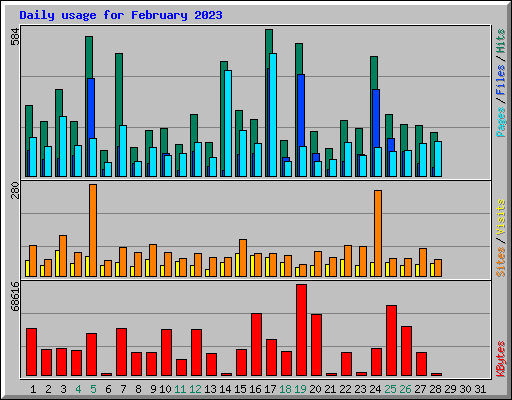 Daily usage for February 2023
584
280
68616
Pages / Files / Hits
Sites / Visits
KBytes
1 2 3 4 5 6 7 8 9 10 11 12 13 14 15 16 17 18 19 20 21 22 23 24 25 26 27 28 29 30 31